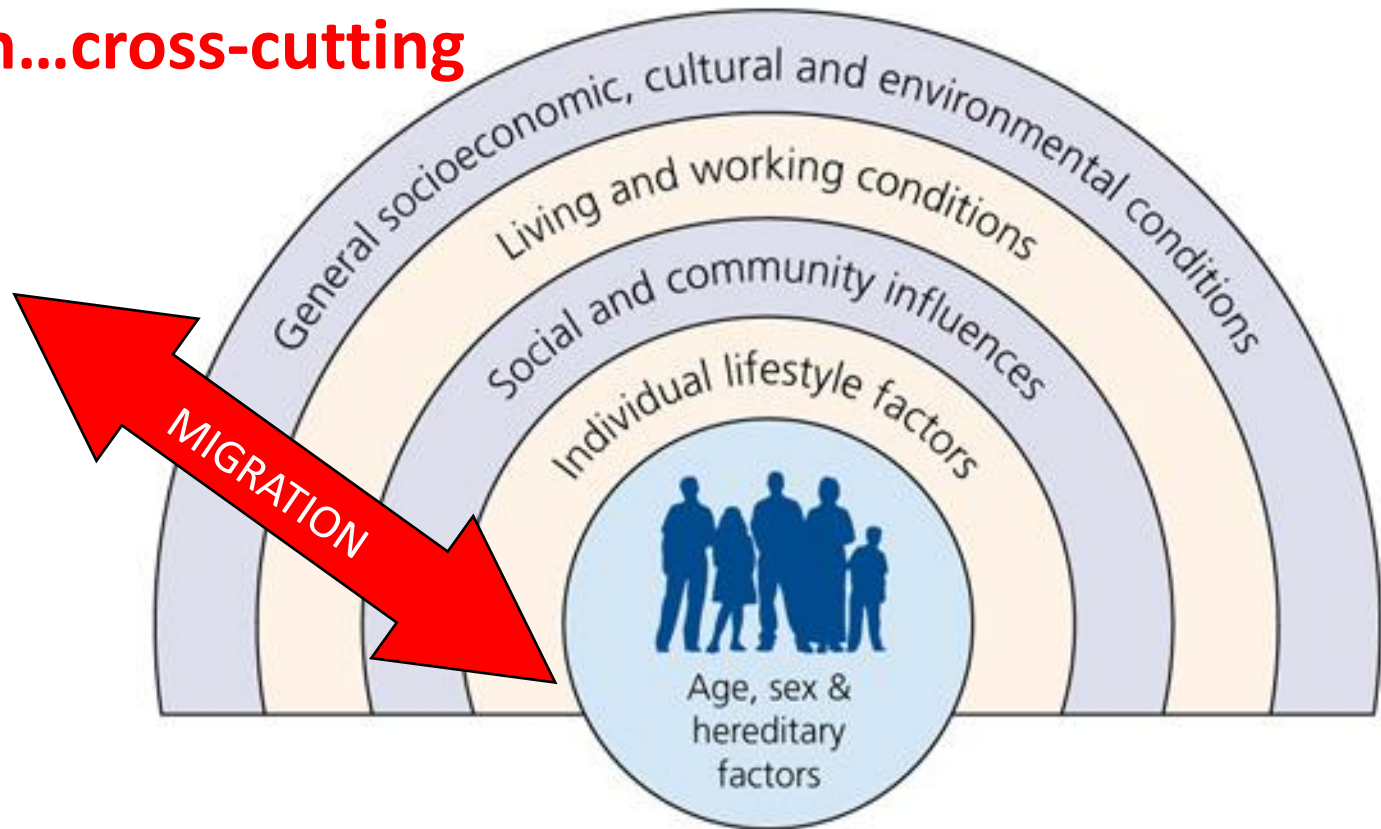 …cross-cutting
General socioeconomic, cultural and environmental conditions
Living and working conditions
Social and community influences
Individual lifestyle factors
MIGRATION
Age, sex &
hereditary
factors